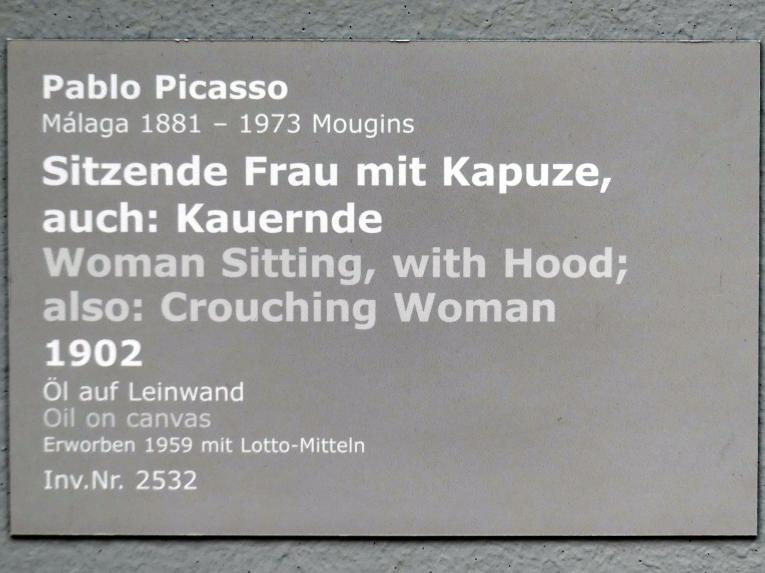 Pablo Picasso
Málaga 1881 – 1973 Mougins
Sitzende Frau mit Kapuze,
auch: Kauernde
Woman Sitting, with Hood;
also: Crouching Woman
1902
Öl auf Leinwand
Oil on canvas
Erworben 1959 mit Lotto-Mitteln
Inv.Nr. 2532